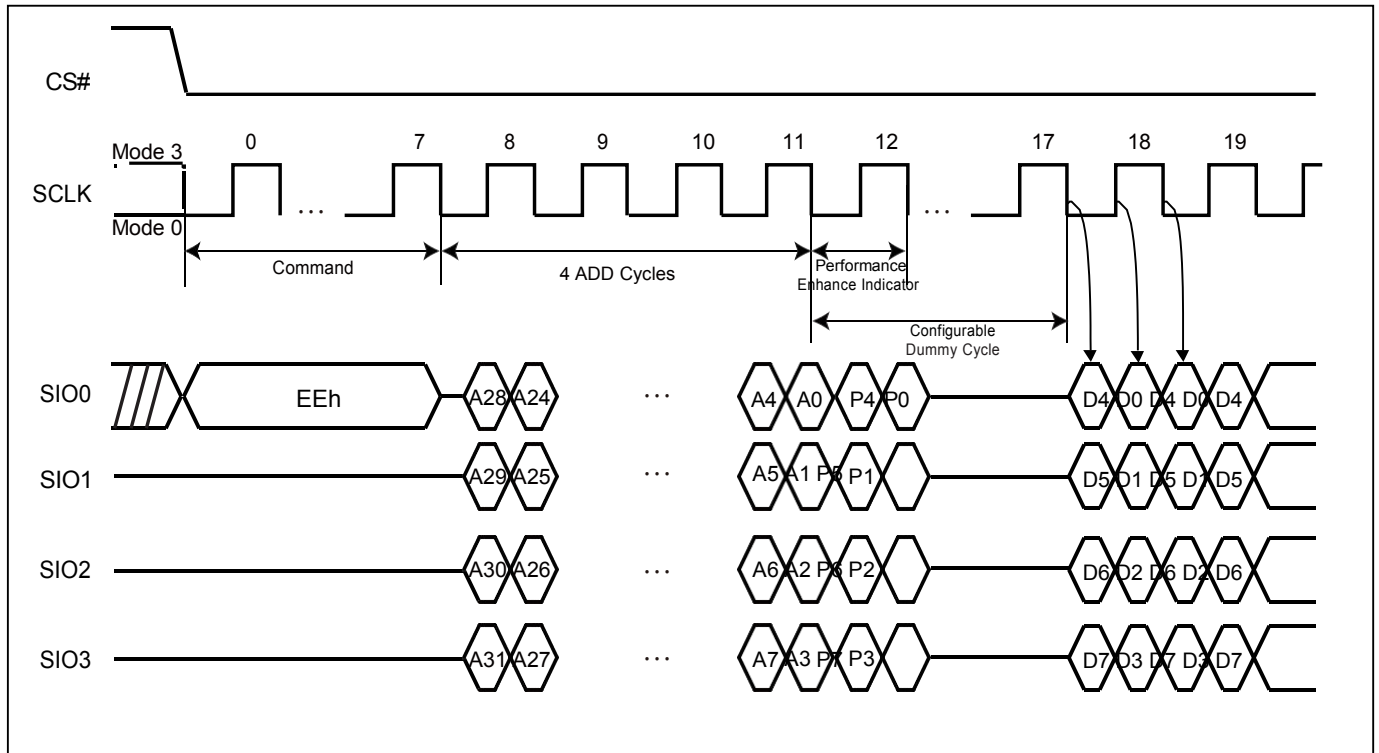 CS#
0 7 8 9 10 11 12 17 18 19
Mode 3
SCLK
...
...
Mode 0
Command
4 ADD Cycles
Performance
Enhance Indicator
Configurable
Dummy Cycle
SIO0 EEh A28 A24 ... A4 A0 P4 P0 D4 D0 D4 D0 D4
SIO1 A29 A25 ... A5 A1 P5 P1 D5 D1 D5 D1 D5
SIO2 A30 A26 ... A6 A2 P6 P2 D6 D2 D6 D2 D6
SIO3 A31 A27 ... A7 A3 P7 P3 D7 D3 D7 D3 D7